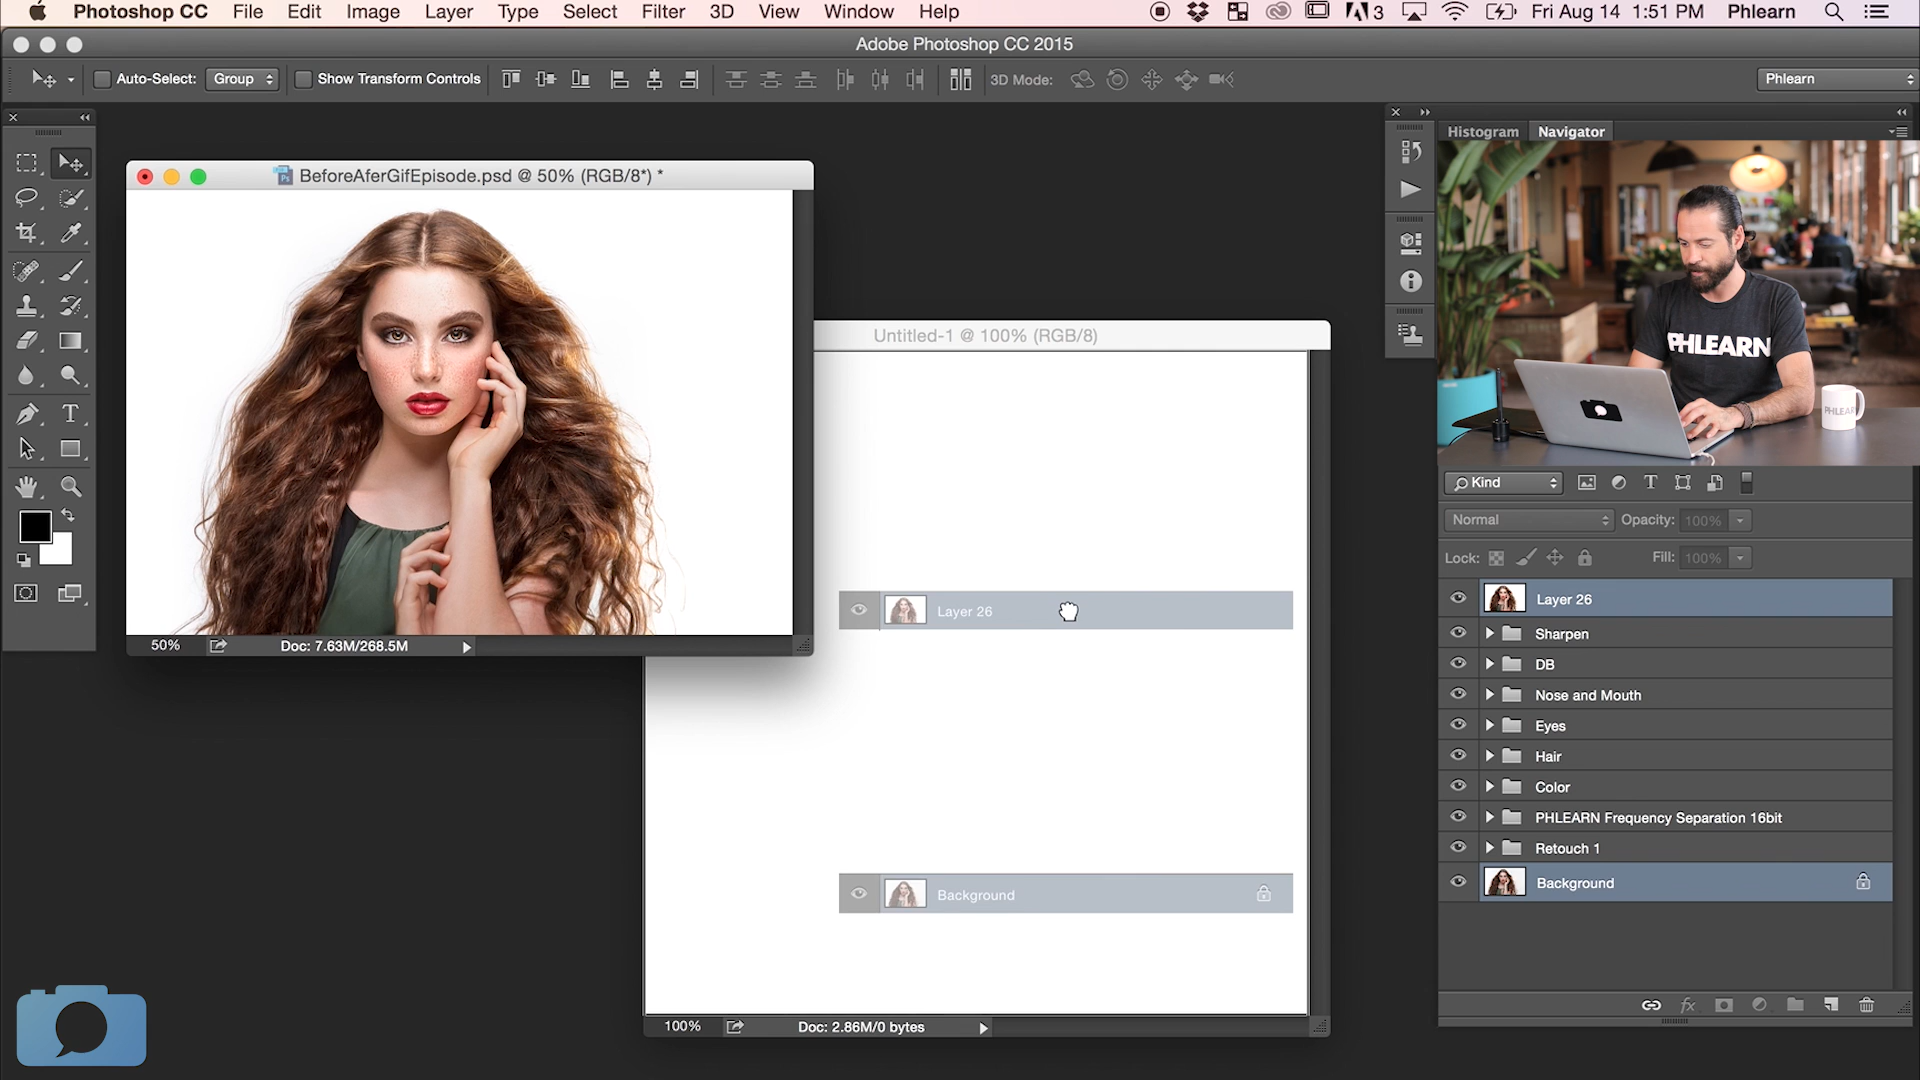 Photoshop CC File Edit Image Layer Type Select Filter 3D View Window Help 3 Fri Aug 14 1:51 PM Phlearn
Adobe Photoshop CC 2015
Auto-Select: Group Show Transform Controls 3D Mode: Phlearn
Histogram Navigator
BeforeAferGifEpisode.psd @ 50% (RGB/8*) *
PHLEARN
PHLEARN
Untitled-1 @ 100% (RGB/8)
T
Kind T
Normal Opacity: 100%
Lock: Fill: 100%
Layer 26
Layer 26
Sharpen
50% Doc: 7.63M/268.5M
DB
Nose and Mouth
Eyes
Hair
Color
PHLEARN Frequency Separation 16bit
Retouch 1
Background
Background
fx
100% Doc: 2.86M/0 bytes